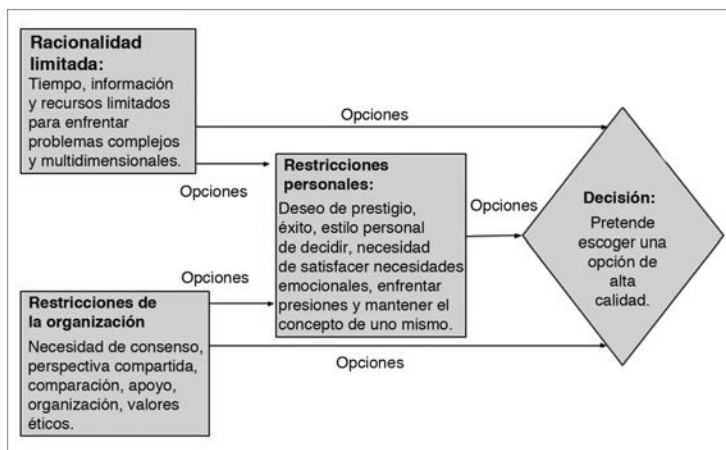 Racionalidad
limitada:
Tiempo, información
y recursos limitados
para enfrentar
problemas complejos
y multidimensionales.
Opciones
Opciones
Restricciones
personales:
Deseo de prestigio,
éxito, estilo personal
de decidir, necesidad
de satisfacer necesidades
emocionales, enfrentar
presiones y mantener el
concepto de uno mismo.
Opciones
Decisión:
Pretende
escoger una
opción de
alta
calidad.
Opciones
Restricciones de
la organización
Necesidad de consenso,
perspectiva compartida,
comparación, apoyo,
organización, valores
éticos.
Opciones